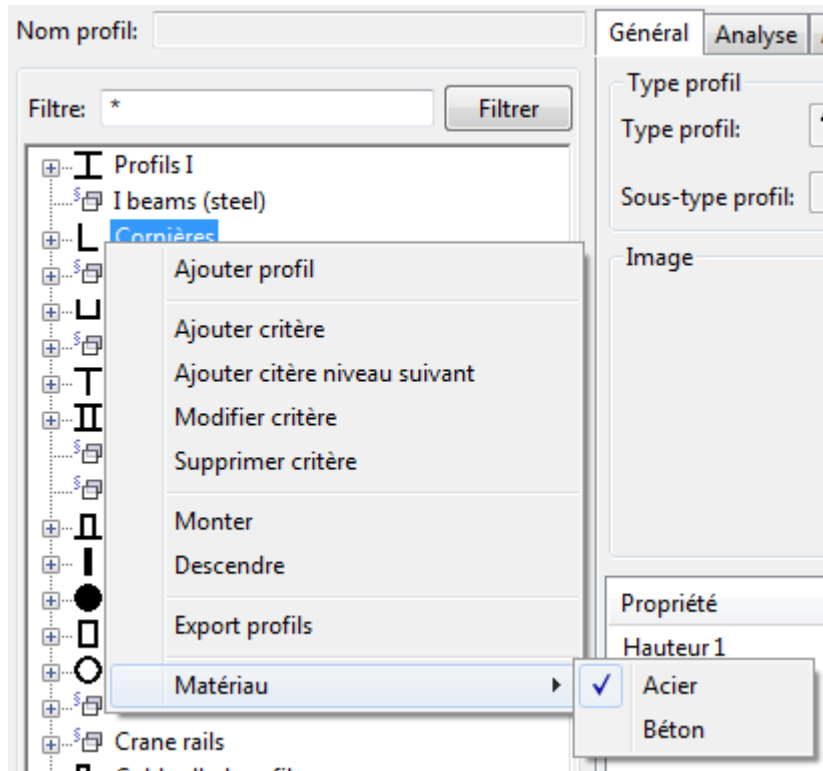 Nom profil:
Général
Analyse
Type profil
Filtre:
*
Filtrer
Type profil:
Profils I
I beams (steel)
Sous-type profil:
Cornières
Image
Ajouter profil
Ajouter critère
Ajouter citère niveau suivant
Modifier critère
Supprimer critère
Monter
Descendre
Export profils
Propriété
Hauteur 1
Matériau
Acier
Béton
Crane rails